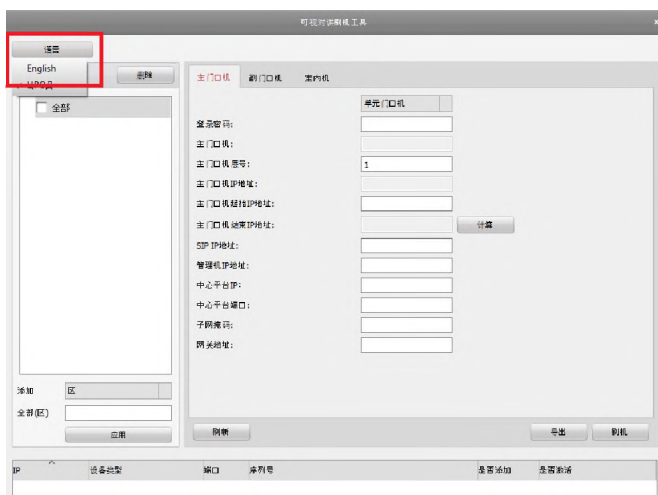 可视对讲刷机工具
语言
English
删除
全部
主门口机 副门口机 室内机
单元门口机
登录密码:
主门口机:
主门口机层号: 1
主门口机IP地址:
主门口机起始IP地址:
主门口机结束IP地址: 计算
SIP IP地址:
管理机IP地址:
中心平台IP:
中心平台端口:
子网掩码:
网关地址:
添加 区
全部(区)
应用
刷新 导出 刷机
IP 设备类型 端口 序列号 是否添加 是否激活